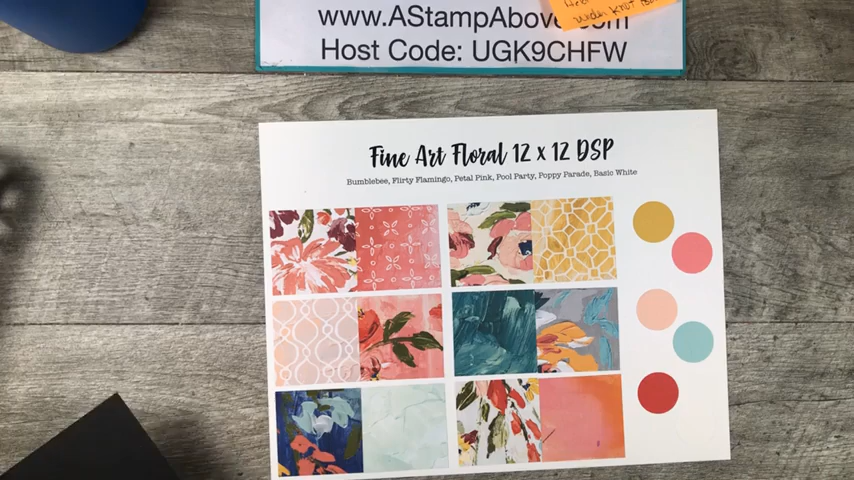 www.AStampAbove.com
Host Code: UGK9CHFW
Fine Art Floral 12 x 12 DSP
Bumblebee, Flirty Flamingo, Petal Pink, Pool Party, Poppy Parade, Basic White